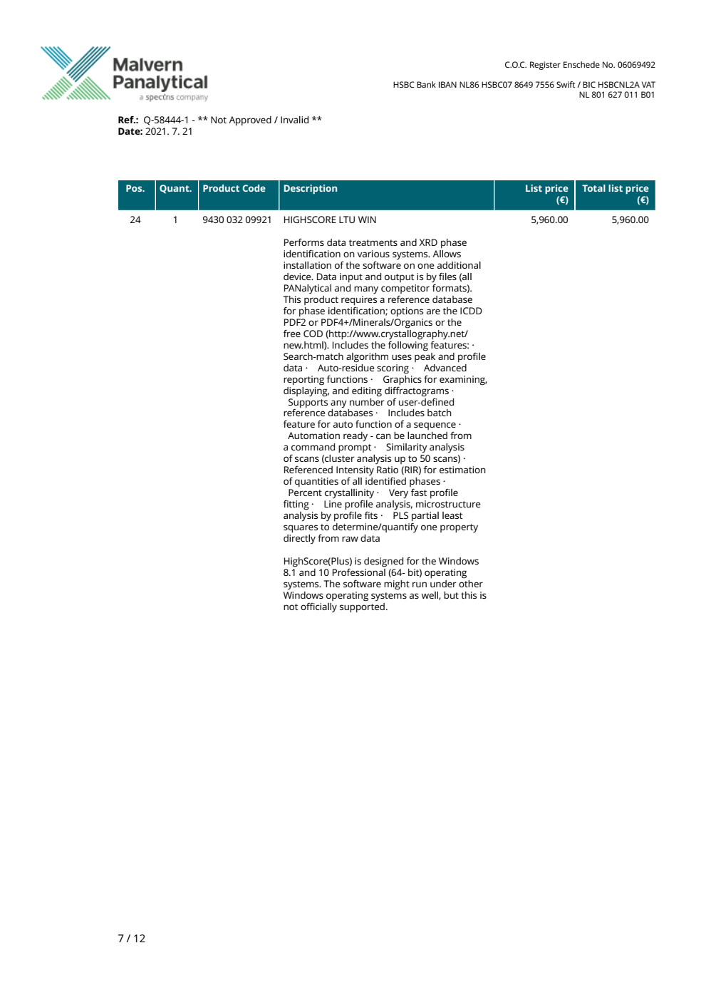 Malvern
Panalytical
a spectris company
C.O.C. Register Enschede No. 06069492
HSBC Bank IBAN NL86 HSBC07 8649 7556 Swift / BIC HSBCNL2A VAT
NL 801 627 011 B01
Ref.: Q-58444-1 - ** Not Approved / Invalid **
Date: 2021. 7. 21
Pos. Quant. Product Code Description List price (€) Total list price (€)
24 1 9430 032 09921 HIGHSCORE LTU WIN 5,960.00 5,960.00
Performs data treatments and XRD phase
identification on various systems. Allows
installation of the software on one additional
device. Data input and output is by files (all
PANalytical and many competitor formats).
This product requires a reference database
for phase identification; options are the ICDD
PDF2 or PDF4+/Minerals/Organics or the
free COD (http://www.crystallography.net/
new.html). Includes the following features: ·
Search-match algorithm uses peak and profile
data · Auto-residue scoring · Advanced
reporting functions · Graphics for examining,
displaying, and editing diffractograms ·
Supports any number of user-defined
reference databases · Includes batch
feature for auto function of a sequence ·
Automation ready - can be launched from
a command prompt · Similarity analysis
of scans (cluster analysis up to 50 scans) ·
Referenced Intensity Ratio (RIR) for estimation
of quantities of all identified phases ·
Percent crystallinity · Very fast profile
fitting · Line profile analysis, microstructure
analysis by profile fits · PLS partial least
squares to determine/quantify one property
directly from raw data
HighScore(Plus) is designed for the Windows
8.1 and 10 Professional (64- bit) operating
systems. The software might run under other
Windows operating systems as well, but this is
not officially supported.
7 / 12